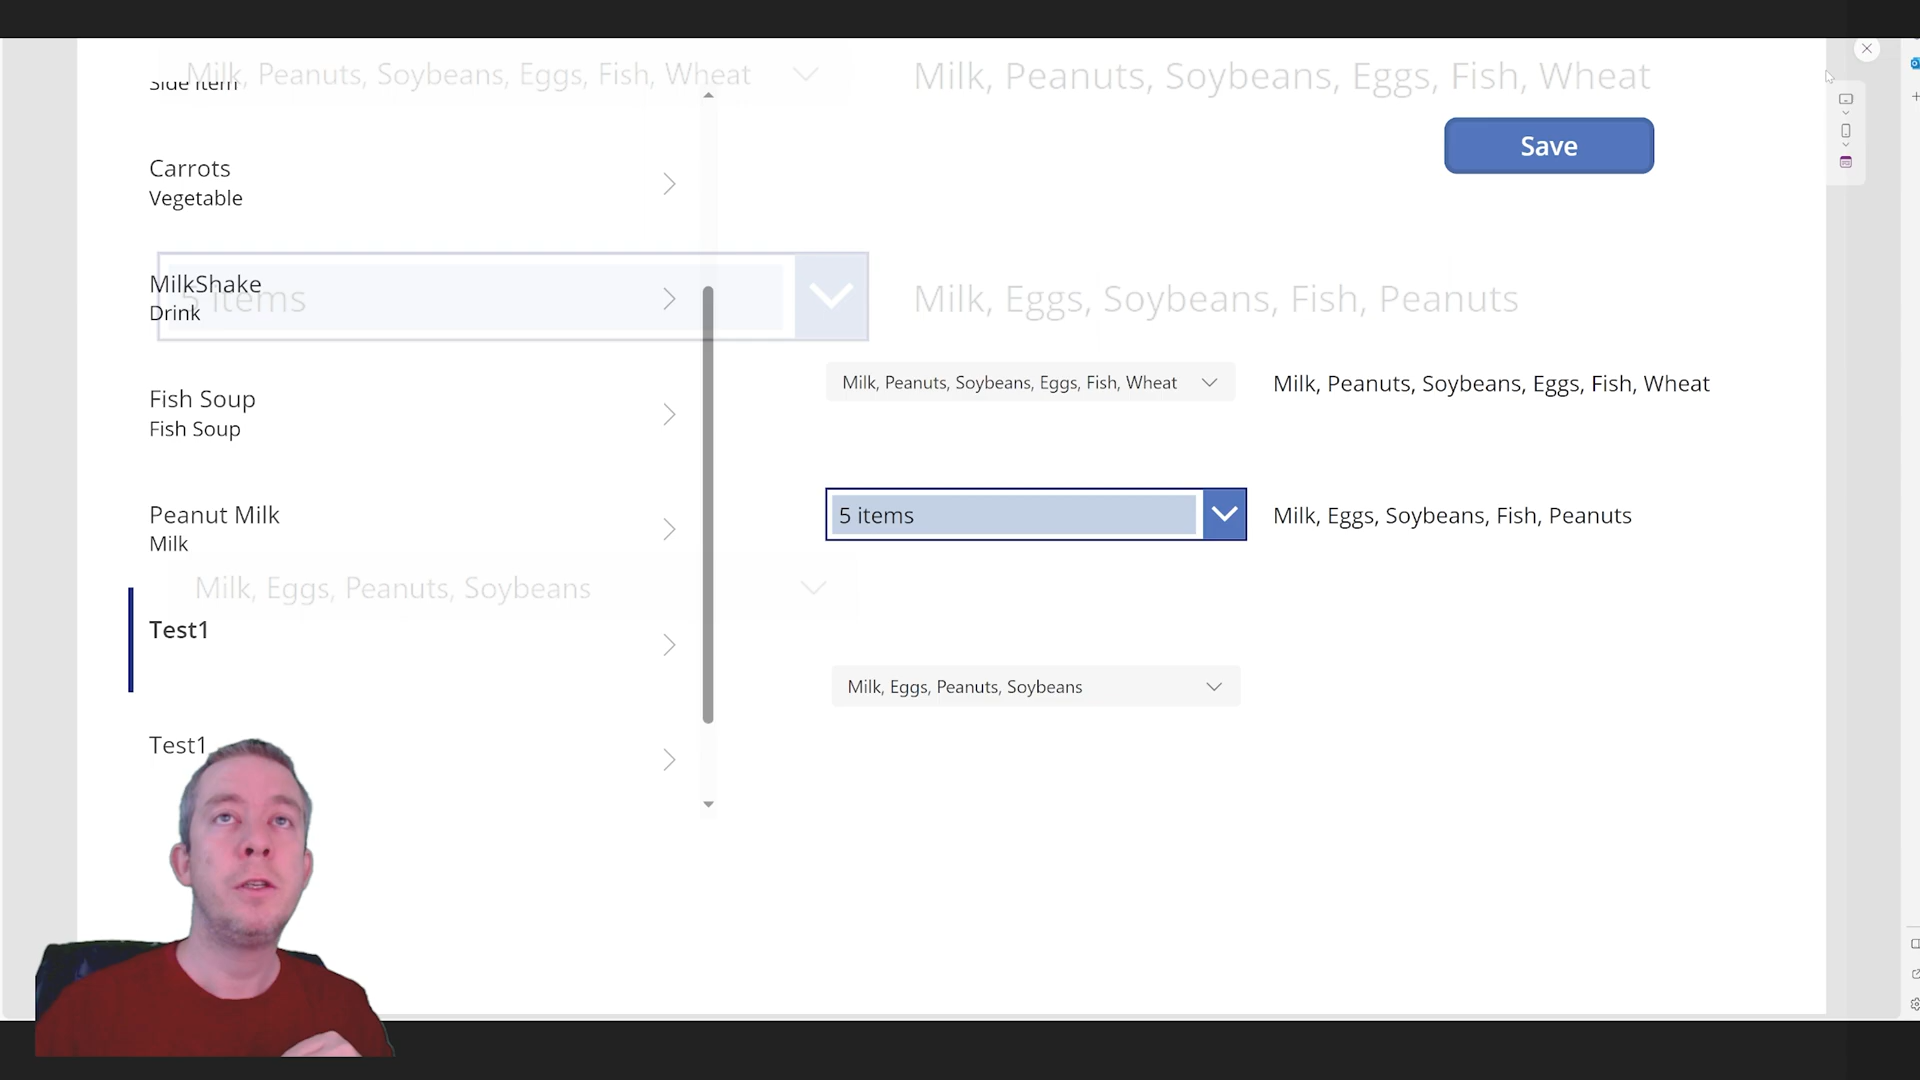 Milk, Peanuts, Soybeans, Eggs, Fish, Wheat
Milk, Peanuts, Soybeans, Eggs, Fish, Wheat
Side Item
Save
Carrots
Vegetable
MilkShake
Drink
5 items
Milk, Eggs, Soybeans, Fish, Peanuts
Milk, Peanuts, Soybeans, Eggs, Fish, Wheat
Milk, Peanuts, Soybeans, Eggs, Fish, Wheat
Fish Soup
Fish Soup
5 items
Milk, Eggs, Soybeans, Fish, Peanuts
Peanut Milk
Milk
Milk, Eggs, Peanuts, Soybeans
Test1
Milk, Eggs, Peanuts, Soybeans
Test1